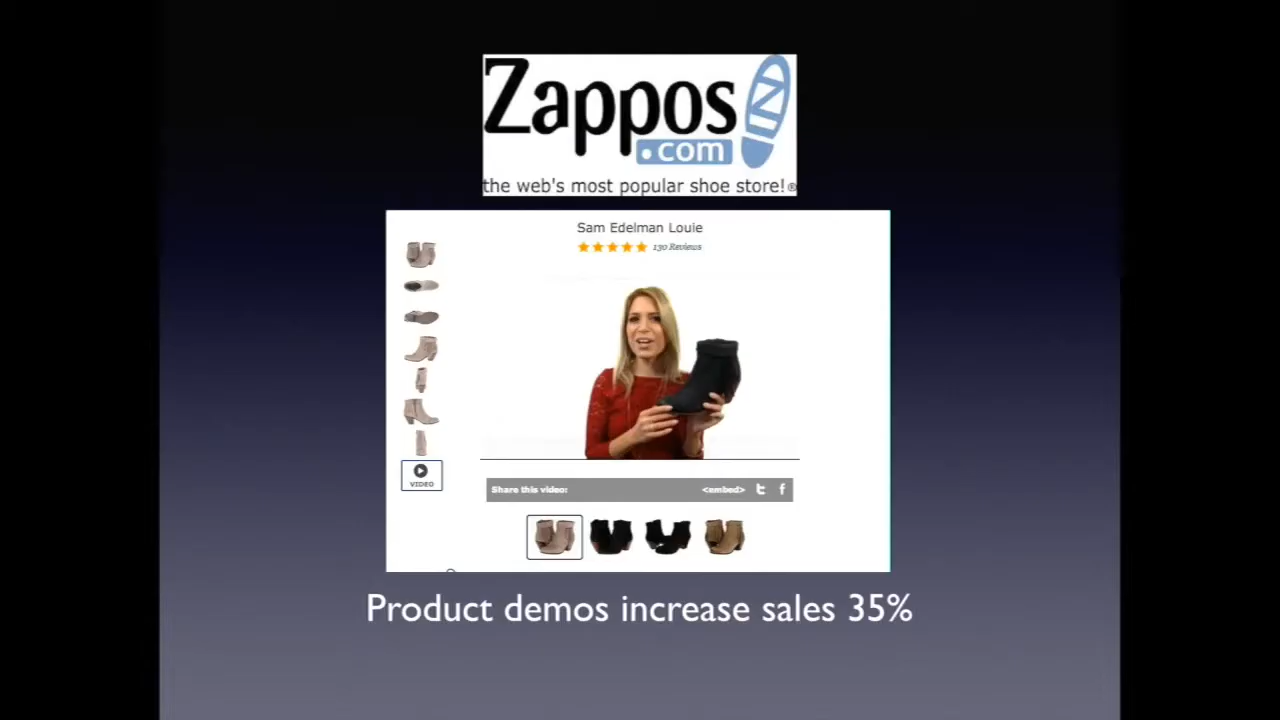 Zappos
.com
the web's most popular shoe store!®
Sam Edelman Louie
130 Reviews
VIDEO
Share this video:
<embed>
Product demos increase sales 35%